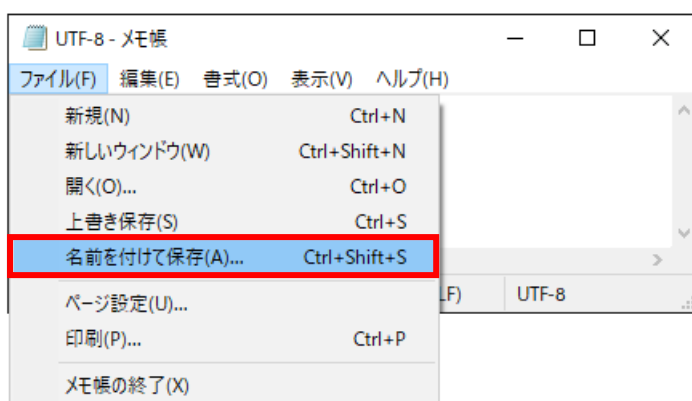 UTF-8 - メモ帳
ファイル(F) 編集(E) 書式(O) 表示(V) ヘルプ(H)
新規(N) Ctrl+N
新しいウィンドウ(W) Ctrl+Shift+N
開く(O)... Ctrl+O
上書き保存(S) Ctrl+S
名前を付けて保存(A)... Ctrl+Shift+S
ページ設定(U)...
LF) UTF-8
印刷(P)... Ctrl+P
メモ帳の終了(X)